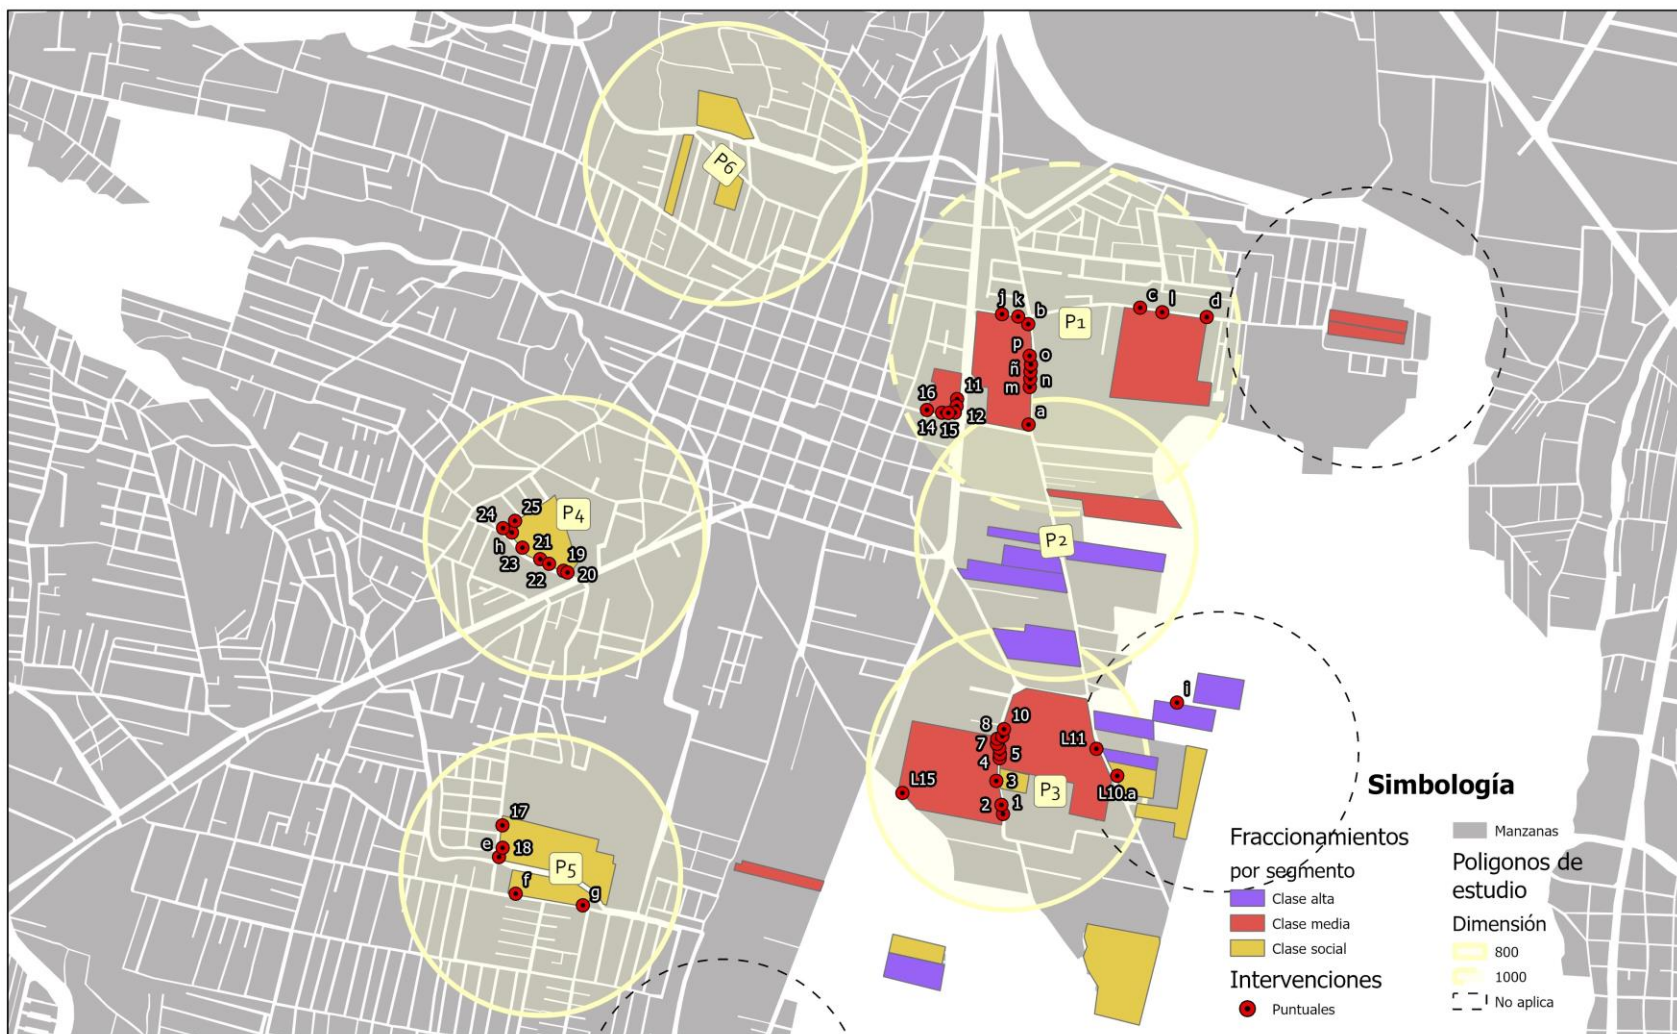 P6
j
k
b
c
l
d
P1
p
o
ñ
n
m
11
16
12
14
15
a
25
24
P4
h
21
19
23
22
20
P2
i
8
10
7
5
4
L11
3
P3
L10.a
L15
2
1
17
e
18
P5
f
g
Simbología
Fraccionamientos
por segmento
Clase alta
Clase media
Clase social
Intervenciones
Puntuales
Manzanas
Poligonos de
estudio
Dimensión
800
1000
No aplica